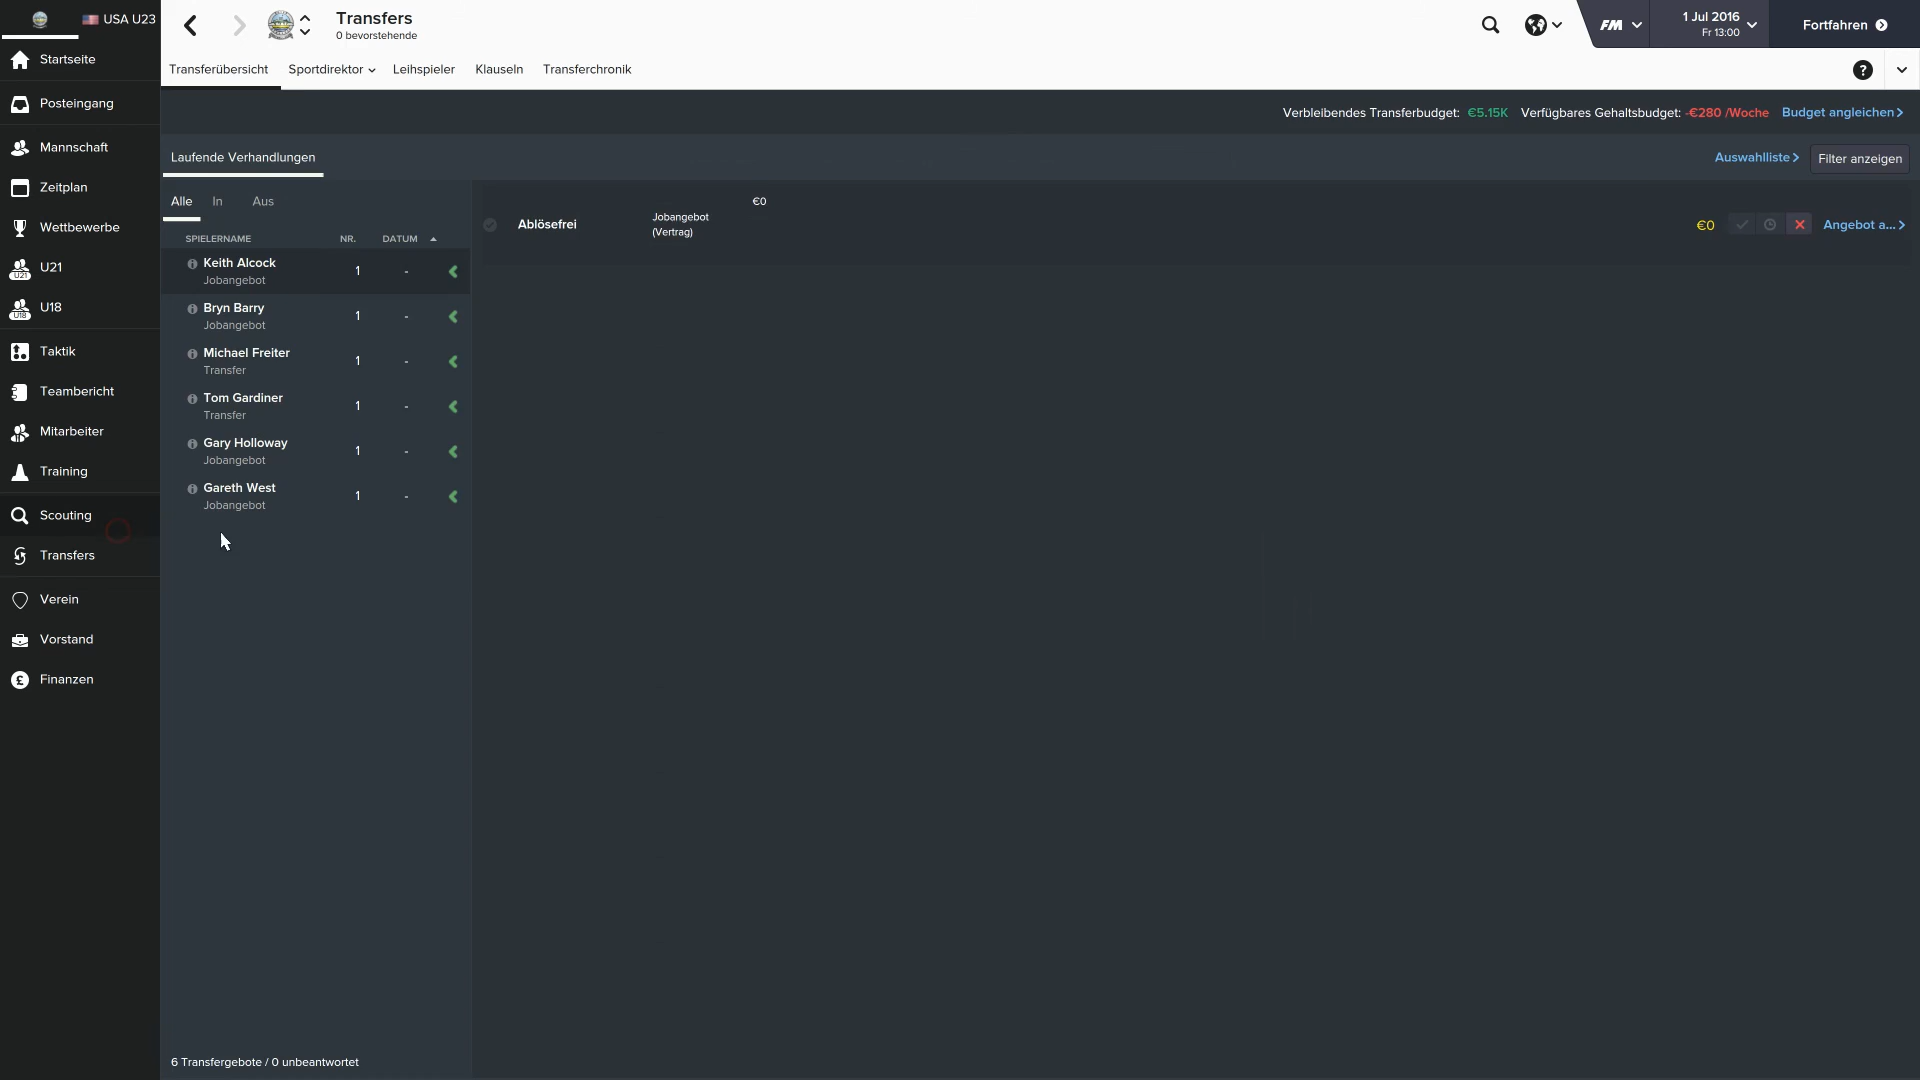 USA U23
Startseite
Posteingang
Mannschaft
Zeitplan
Wettbewerbe
U21
U21
U18
U18
Taktik
Teambericht
Mitarbeiter
Training
Scouting
Transfers
Verein
Vorstand
Finanzen
Transfers
0 bevorstehende
FM
1 Jul 2016
Fr 13:00
Fortfahren
Transferübersicht Sportdirektor Leihspieler Klauseln Transferchronik
?
Verbleibendes Transferbudget: €5.15K Verfügbares Gehaltsbudget: -€280 /Woche Budget angleichen
Laufende Verhandlungen
Auswahlliste Filter anzeigen
Alle In Aus
SPIELERNAME NR. DATUM
Keith Alcock 1 -
Jobangebot
Bryn Barry 1 -
Jobangebot
Michael Freiter 1 -
Transfer
Tom Gardiner 1 -
Transfer
Gary Holloway 1 -
Jobangebot
Gareth West 1 -
Jobangebot
€0
Ablösefrei
Jobangebot
(Vertrag)
€0
Angebot a...
6 Transfergebote / 0 unbeantwortet